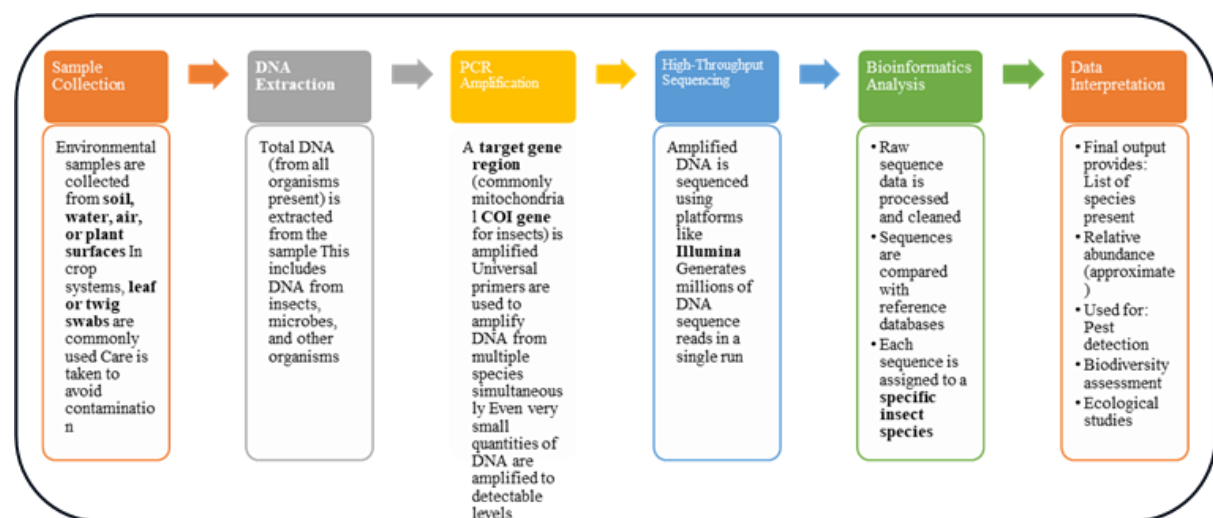 Sample
Collection
Environmental
samples are
collected
from soil,
water, air,
or plant
surfaces In
crop
systems, leaf
or twig
swabs are
commonly
used Care is
taken to
avoid
contaminatio
n
DNA
Extraction
Total DNA
(from all
organisms
present) is
extracted
from the
sample This
includes
DNA from
insects,
microbes,
and other
organisms
PCR
Amplification
A target gene
region
(commonly
mitochondria
l COI gene
for insects) is
amplified
Universal
primers are
used to
amplify
DNA from
multiple
species
simultaneous
ly Even very
small
quantities of
DNA are
amplified to
detectable
levels
High-Throughput
Sequencing
Amplified
DNA is
sequenced
using
platforms
like
Illumina
Generates
millions of
DNA
sequence
reads in a
single run
Bioinformatics
Analysis
• Raw
sequence
data is
processed
and cleaned
• Sequences
are
compared
with
reference
databases
• Each
sequence is
assigned to a
specific
insect
species
Data
Interpretation
• Final output
provides:
List of
species
present
• Relative
abundance
(approximate
)
• Used for:
Pest
detection
• Biodiversity
assessment
• Ecological
studies